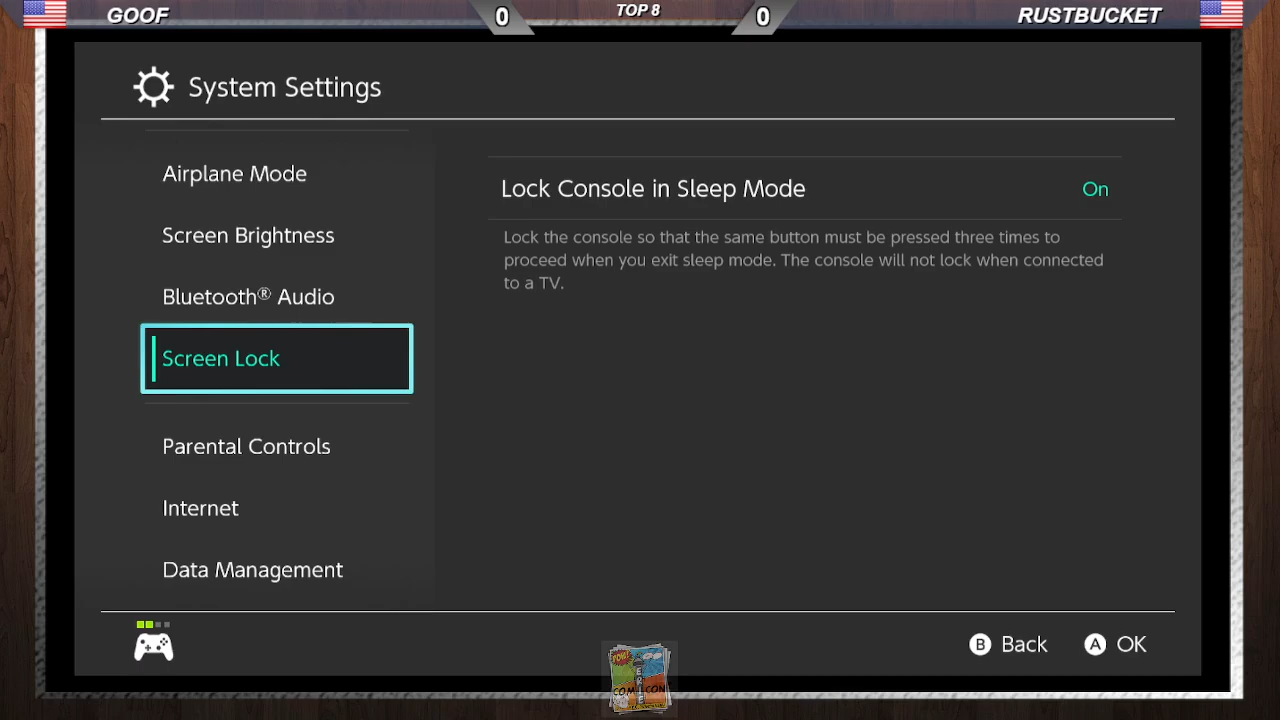 GOOF 0 TOP 8 0 RUSTBUCKET
System Settings
Airplane Mode
Screen Brightness
Bluetooth® Audio
Screen Lock
Parental Controls
Internet
Data Management
Lock Console in Sleep Mode On
Lock the console so that the same button must be pressed three times to
proceed when you exit sleep mode. The console will not lock when connected
to a TV.
B Back A OK
POW!
ERIE
COMICCON